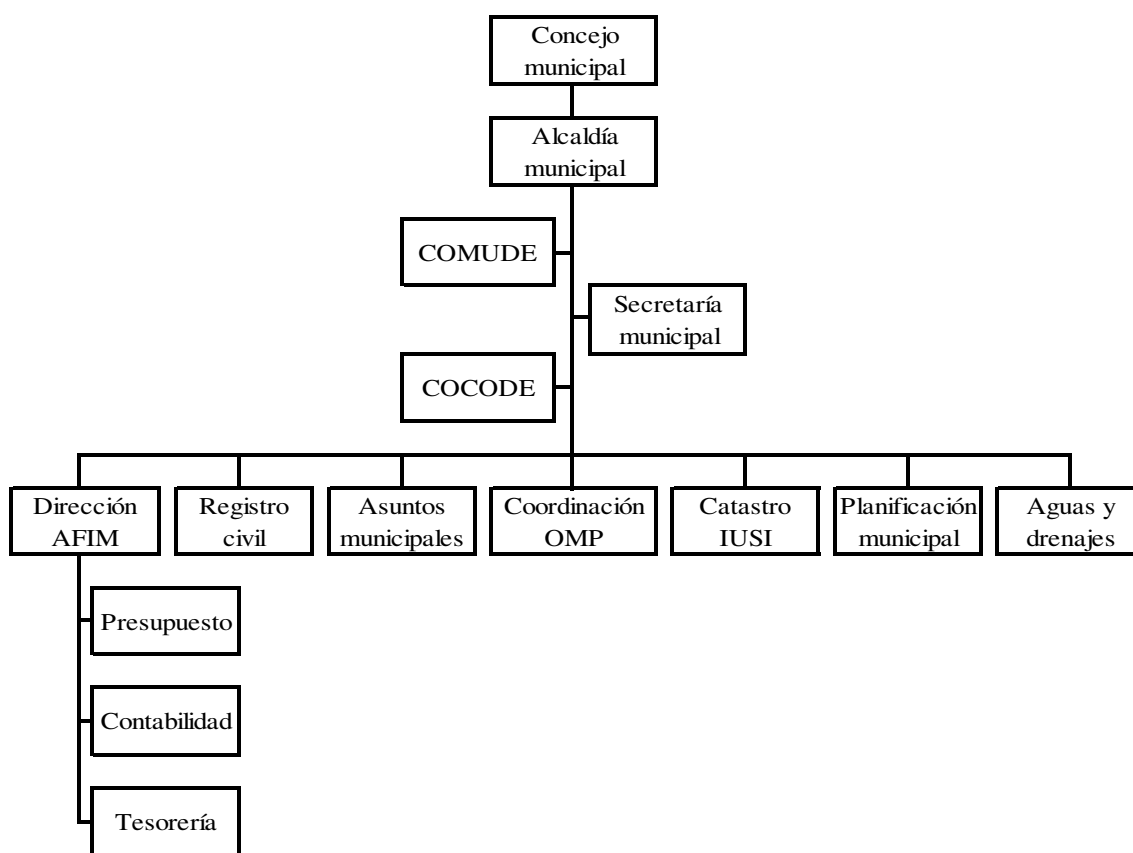 Concejo
municipal
Alcaldía
municipal
COMUDE
Secretaría
municipal
COCODE
Dirección
AFIM
Registro
civil
Asuntos
municipales
Coordinación
OMP
Catastro
IUSI
Planificación
municipal
Aguas y
drenajes
Presupuesto
Contabilidad
Tesorería